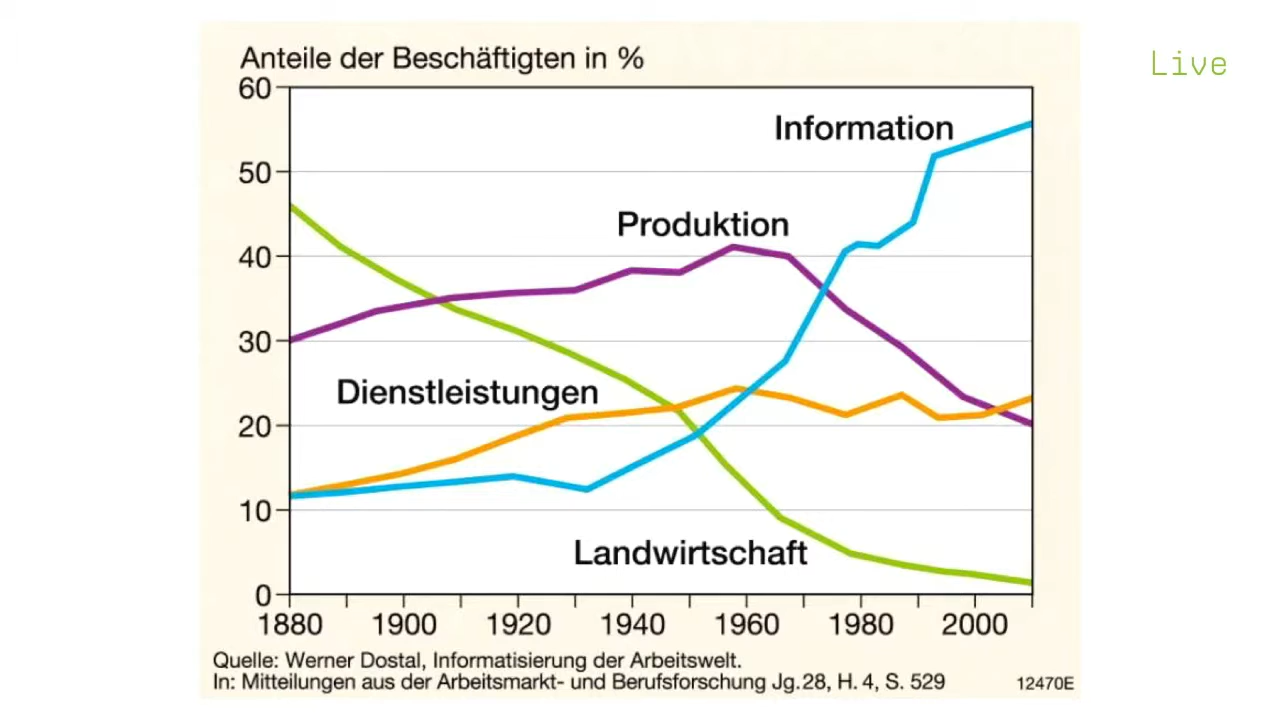 Anteile der Beschäftigten in %
Live
60
50
40
30
20
10
0
Information
Produktion
Dienstleistungen
Landwirtschaft
1880 1900 1920 1940 1960 1980 2000
Quelle: Werner Dostal, Informatisierung der Arbeitswelt.
In: Mitteilungen aus der Arbeitsmarkt- und Berufsforschung Jg.28, H. 4, S. 529
12470E